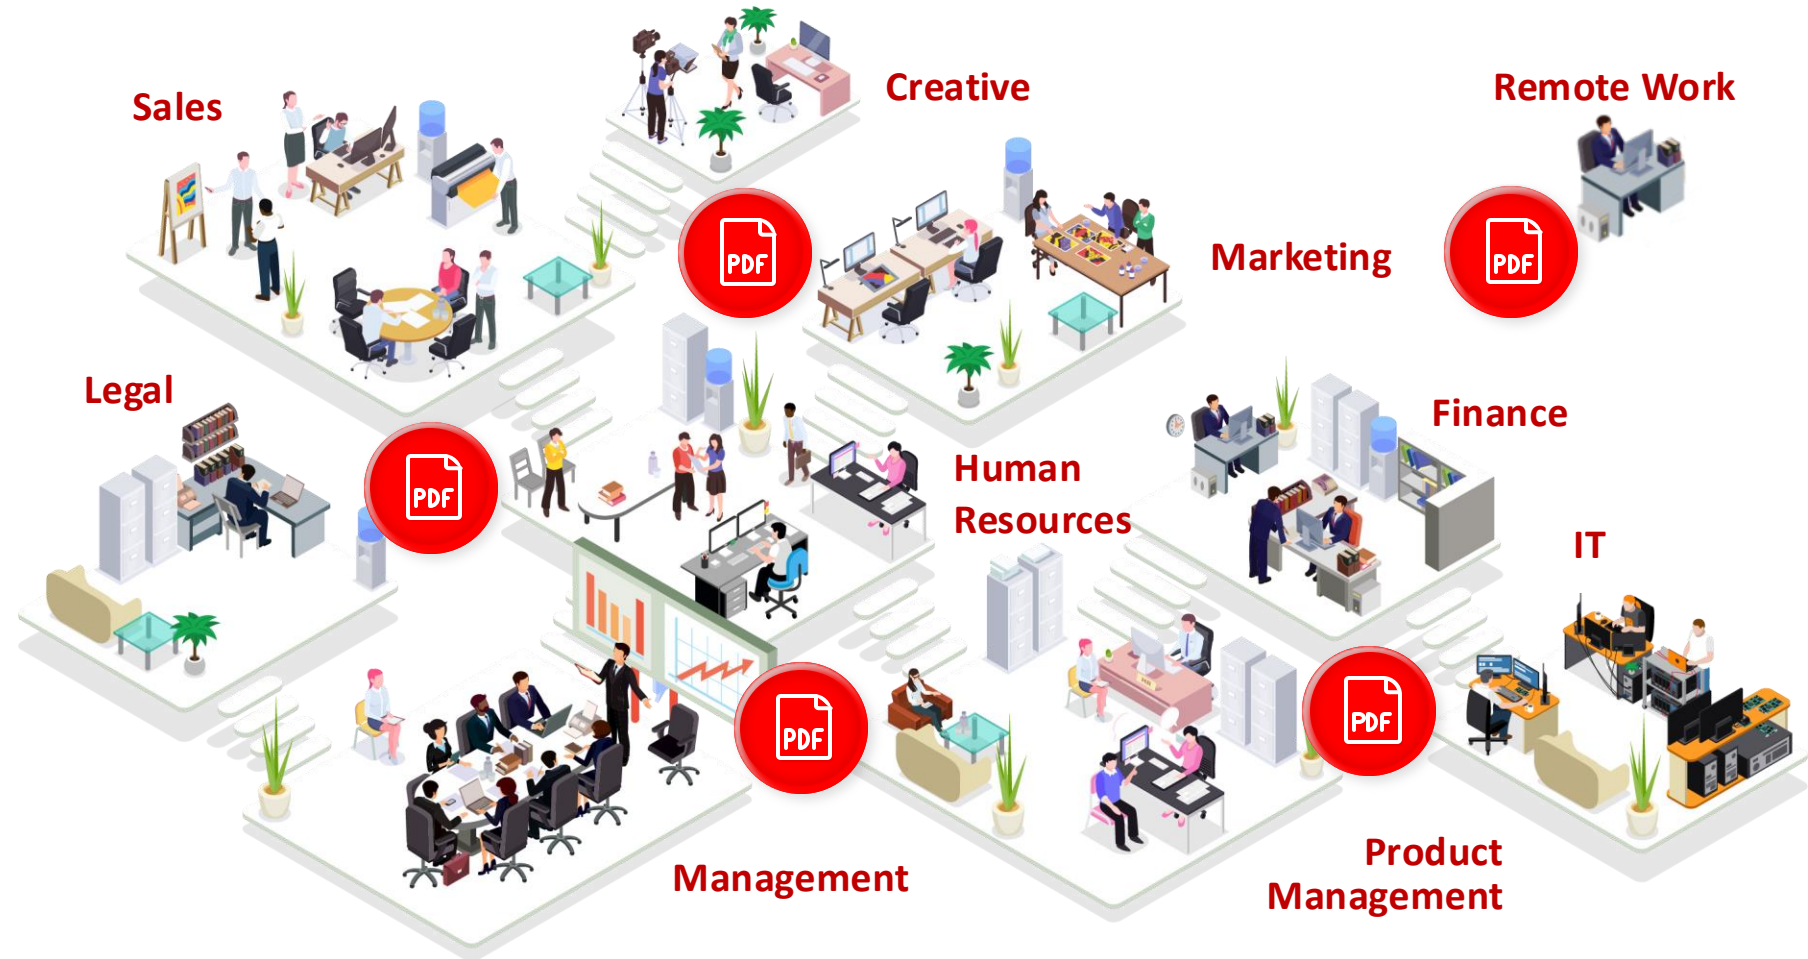 Creative
Remote Work
Sales
PDF
PDF
Marketing
Legal
Finance
PDF
Human
Resources
IT
PDF
PDF
Product
Management
Management